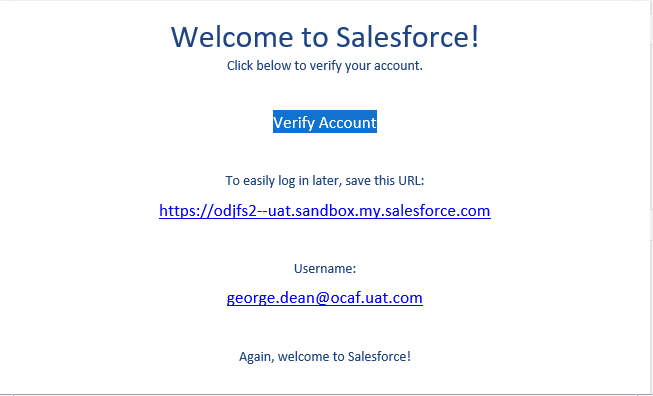 Welcome to Salesforce!
Click below to verify your account.
Verify Account
To easily log in later, save this URL:
https://odjfs2--uat.sandbox.my.salesforce.com
Username:
george.dean@ocaf.uat.com
Again, welcome to Salesforce!